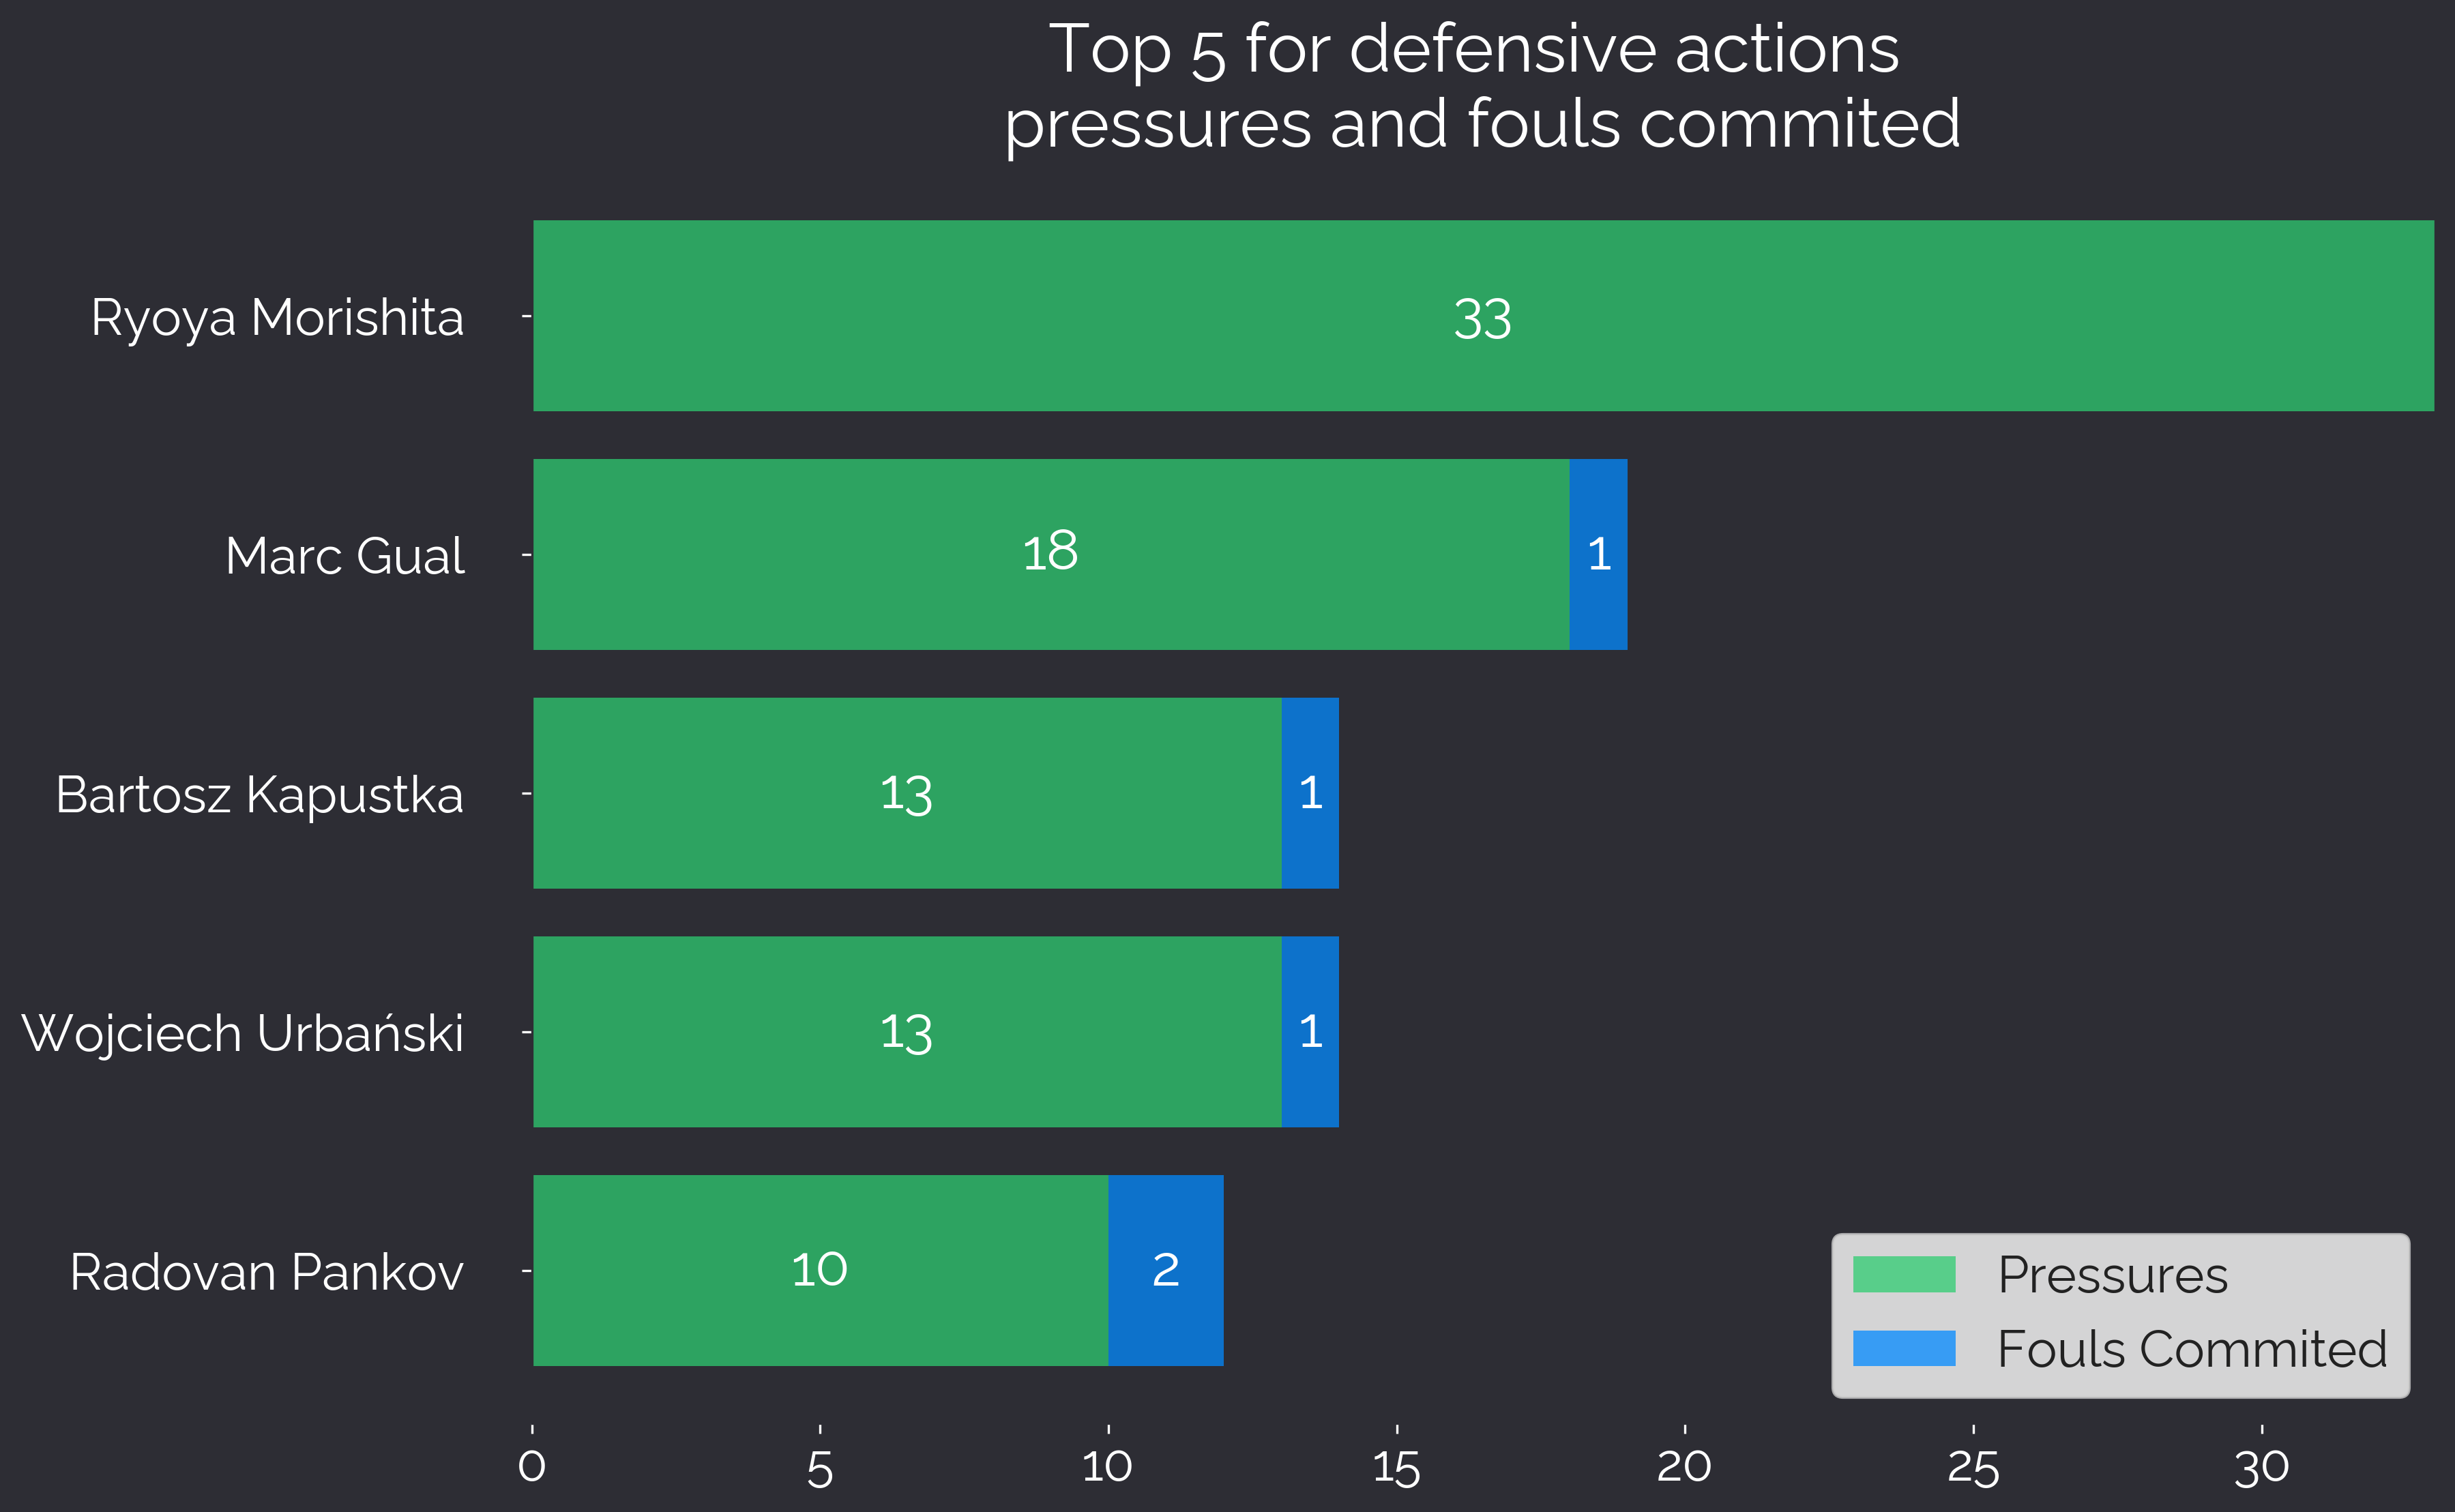 Top 5 for defensive actions
pressures and fouls commited
Ryoya Morishita
33
Marc Gual
18 1
Bartosz Kapustka
13 1
Wojciech Urbański
13 1
Radovan Pankov
10 2
Pressures
Fouls Commited
0 5 10 15 20 25 30